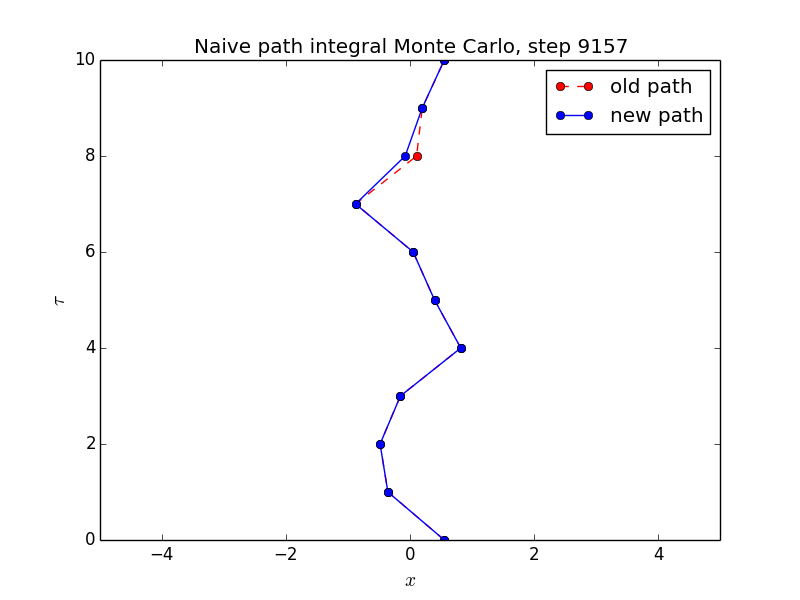 Naive path integral Monte Carlo, step 9157
10
8
6
4
2
0
τ
old path
new path
−4 −2 0 2 4
x